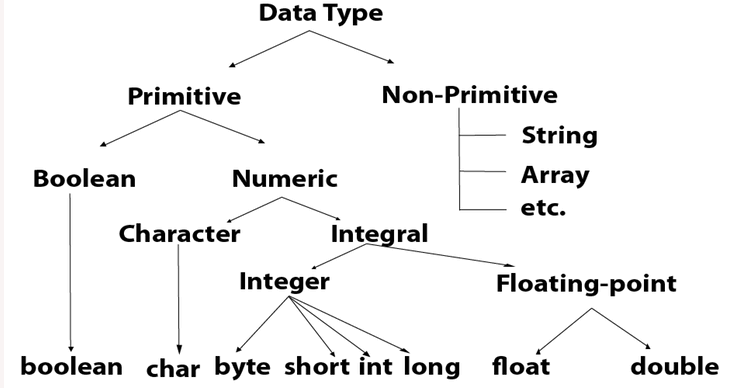 Data Type
Primitive
Non-Primitive
String
Array
etc.
Boolean
Numeric
Character
Integral
Integer
Floating-point
boolean char byte short int long float double